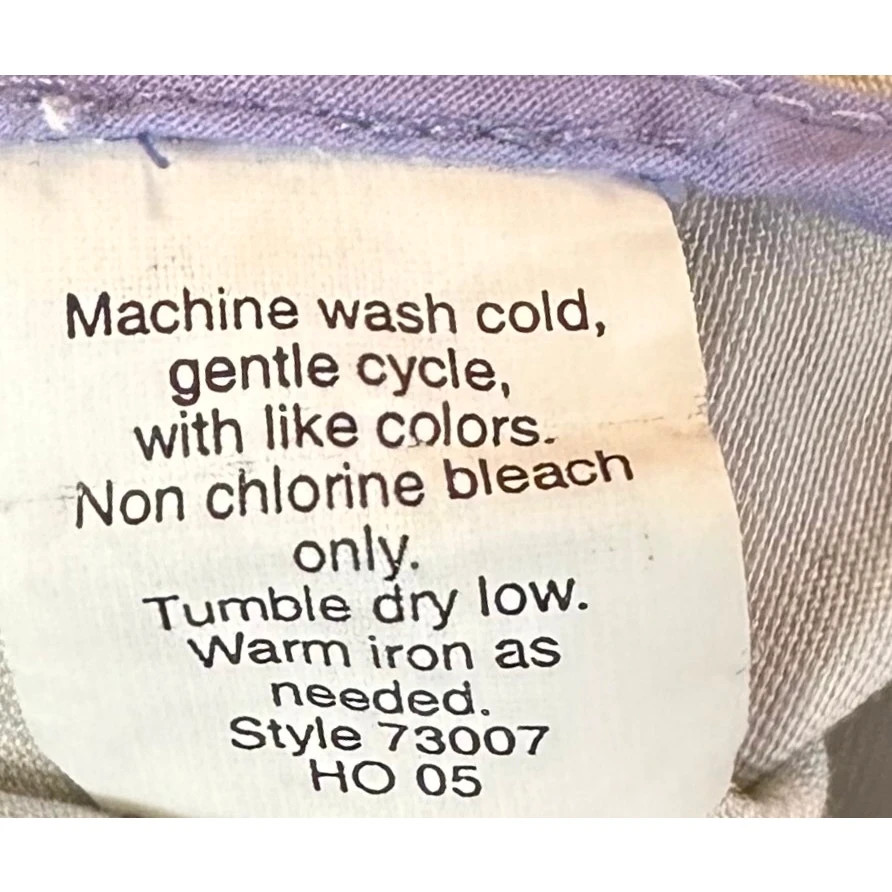 Machine wash cold,
gentle cycle,
with like colors.
Non chlorine bleach
only.
Tumble dry low.
Warm iron as
needed.
Style 73007
HO 05